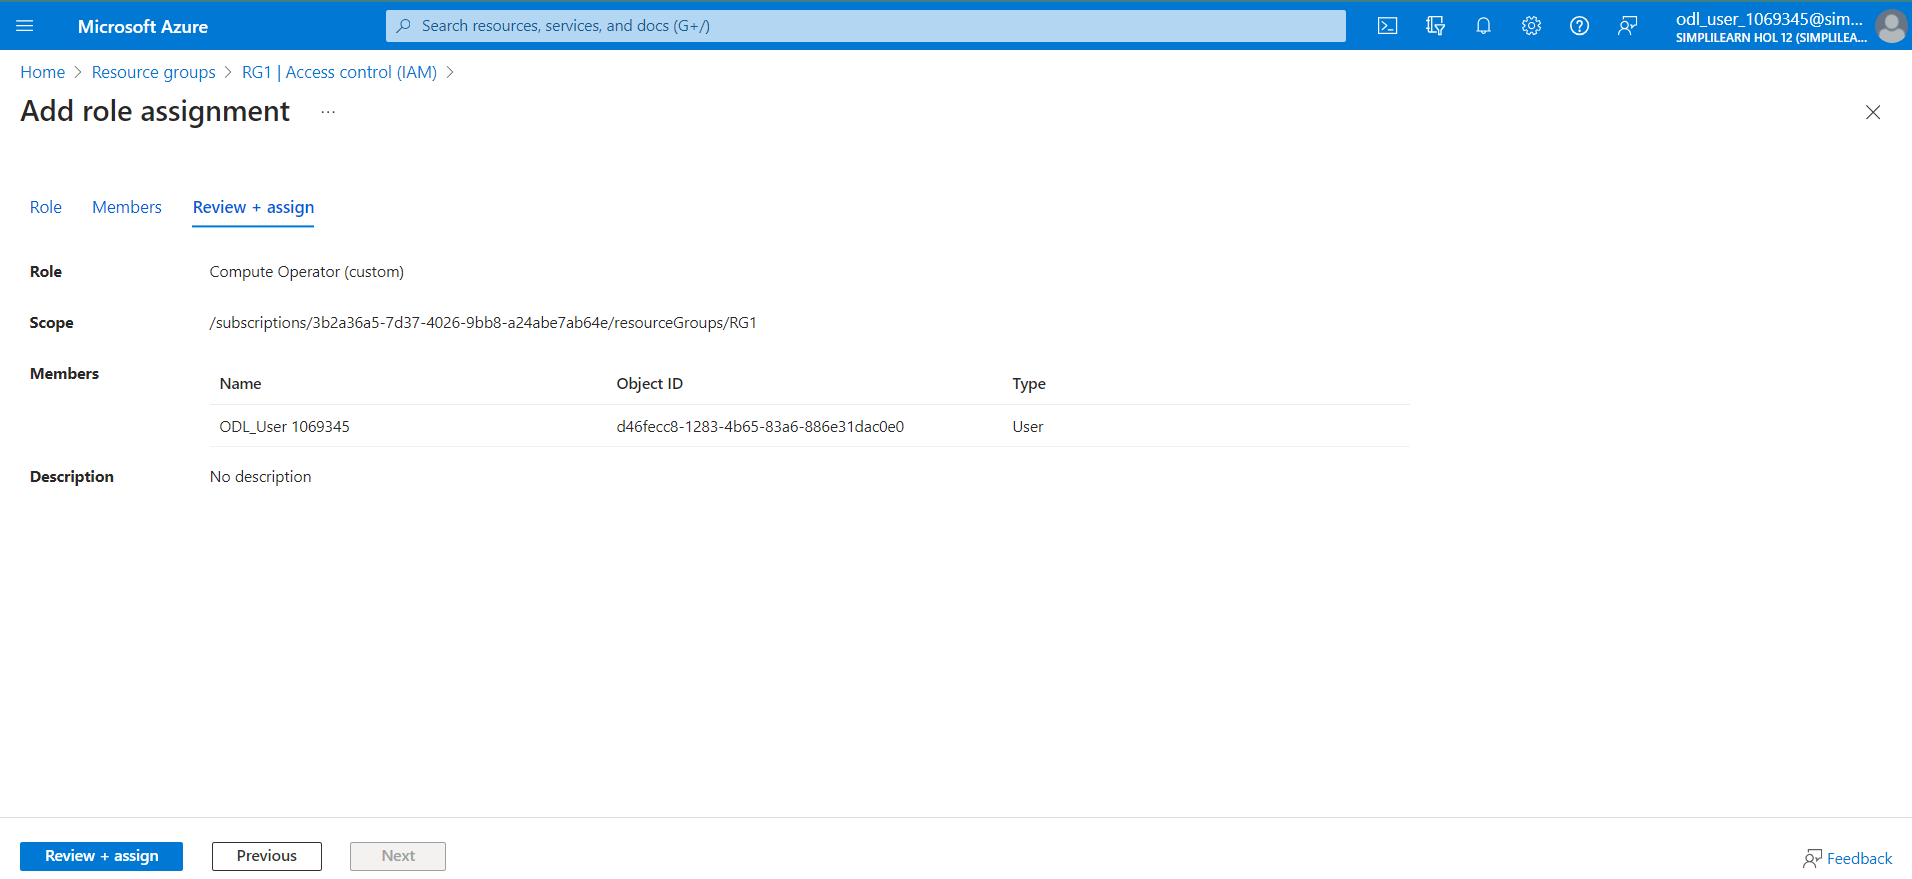 Microsoft Azure
Search resources, services, and docs (G+/)
odl_user_1069345@sim...
SIMPLILEARN HOL 12 (SIMPLILEA...
Home > Resource groups > RG1 | Access control (IAM) >
Add role assignment ...
Role Members Review + assign
Role Compute Operator (custom)
Scope /subscriptions/3b2a36a5-7d37-4026-9bb8-a24abe7ab64e/resourceGroups/RG1
Members
Name Object ID Type
ODL_User 1069345 d46fecc8-1283-4b65-83a6-886e31dac0e0 User
Description No description
Review + assign Previous Next
Feedback